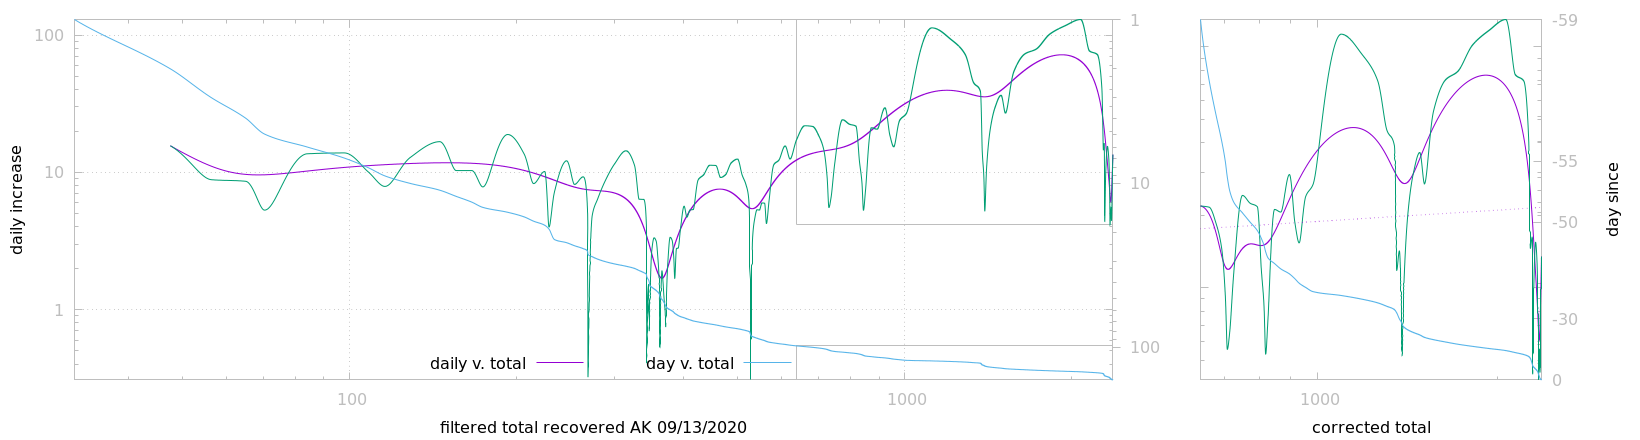 daily increase
100
10
1
daily v. total
day v. total
100
1000
filtered total recovered AK 09/13/2020
1
10
100
1000
corrected total
-59
-55
-50
-30
0
day since